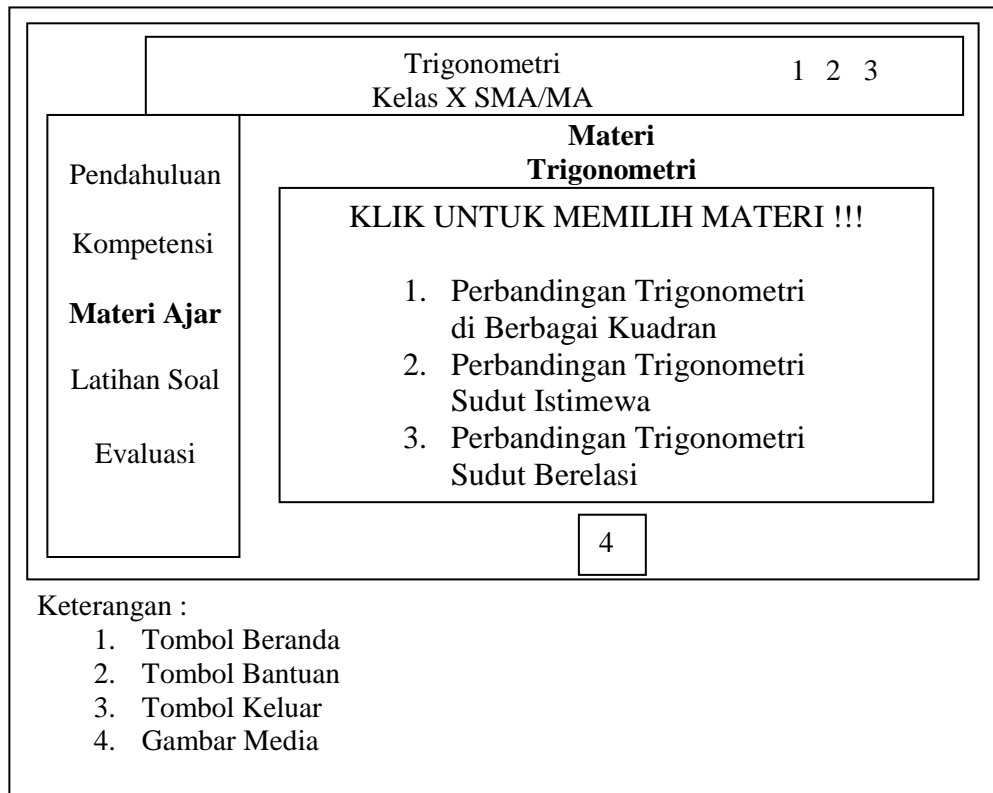 Trigonometri
Kelas X SMA/MA
1 2 3
Pendahuluan
Kompetensi
Materi Ajar
Latihan Soal
Evaluasi
Materi
Trigonometri
KLIK UNTUK MEMILIH MATERI !!!
1. Perbandingan Trigonometri
di Berbagai Kuadran
2. Perbandingan Trigonometri
Sudut Istimewa
3. Perbandingan Trigonometri
Sudut Berelasi
4
Keterangan :
1. Tombol Beranda
2. Tombol Bantuan
3. Tombol Keluar
4. Gambar Media